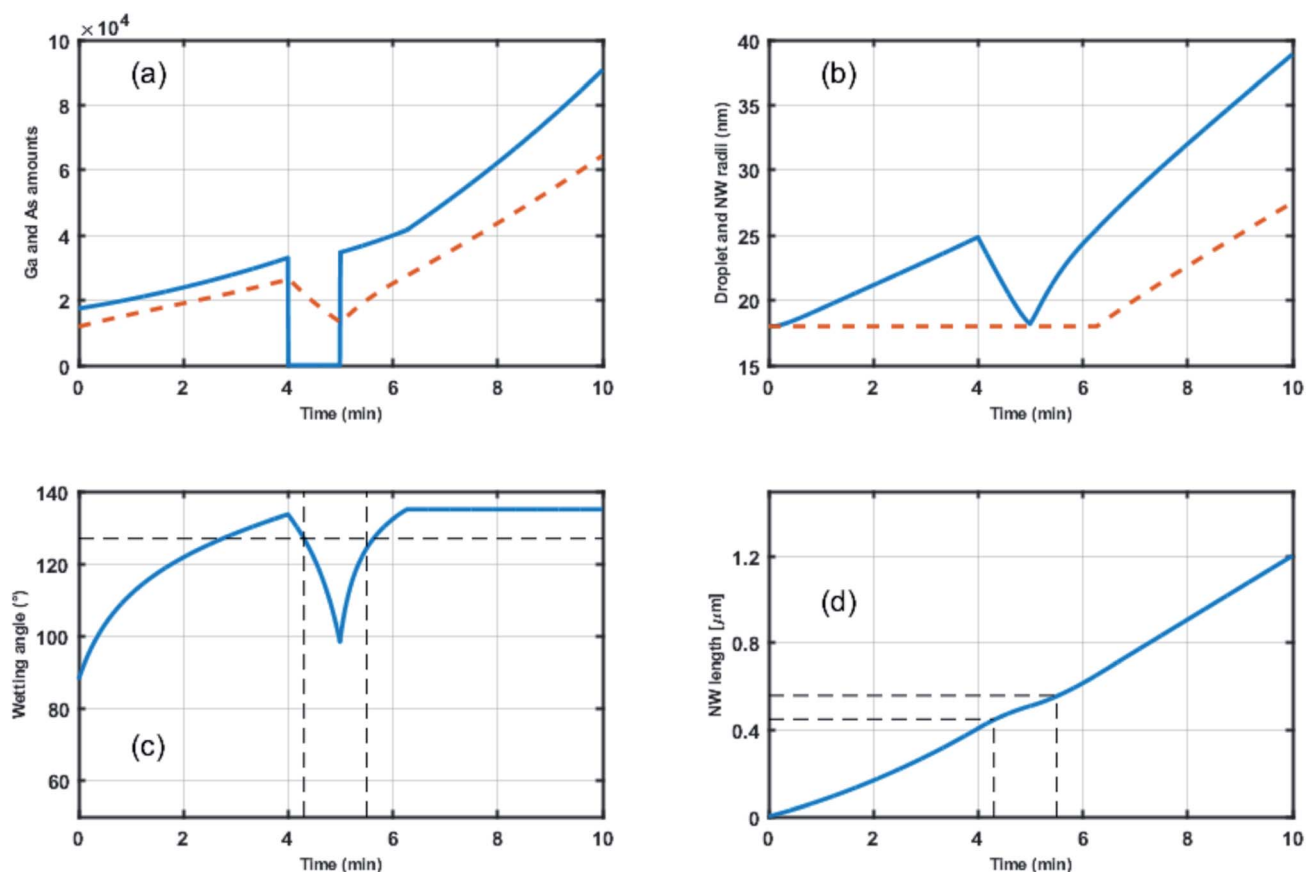 ×10⁴
10
8
6
4
2
0
Ga and As amounts
(a)
0 2 4 6 8 10
Time (min)
40
35
30
25
20
15
Droplet and NW radii (nm)
(b)
0 2 4 6 8 10
Time (min)
140
120
100
80
60
Wetting angle (°)
(c)
0 2 4 6 8 10
Time (min)
1.2
0.8
0.4
0
NW length [μm]
(d)
0 2 4 6 8 10
Time (min)